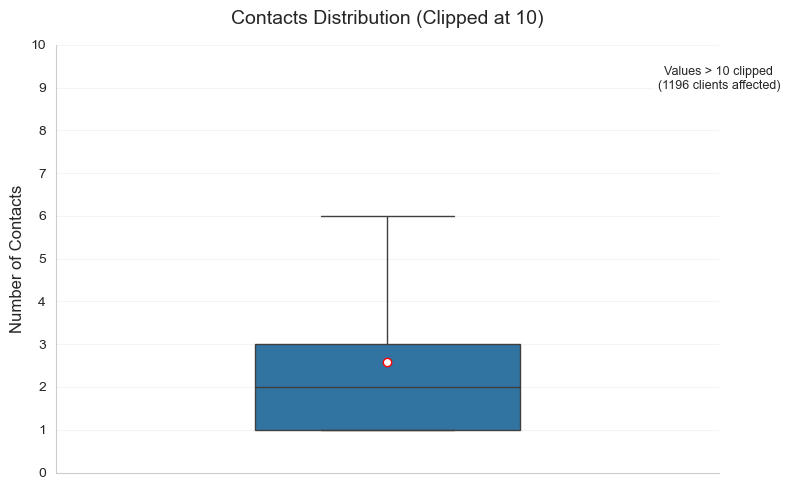 Contacts Distribution (Clipped at 10)
Values > 10 clipped
(1196 clients affected)
Number of Contacts
10
9
8
7
6
5
4
3
2
1
0